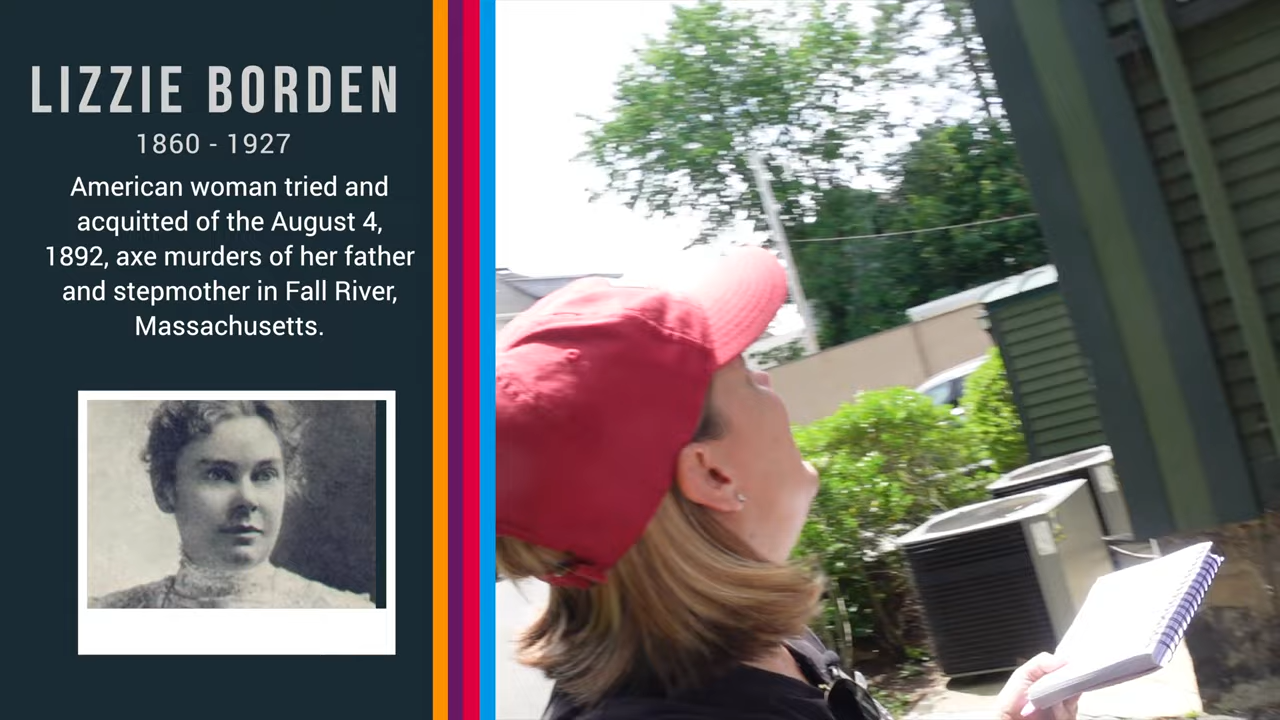 LIZZIE BORDEN
1860 - 1927
American woman tried and
acquitted of the August 4,
1892, axe murders of her father
and stepmother in Fall River,
Massachusetts.